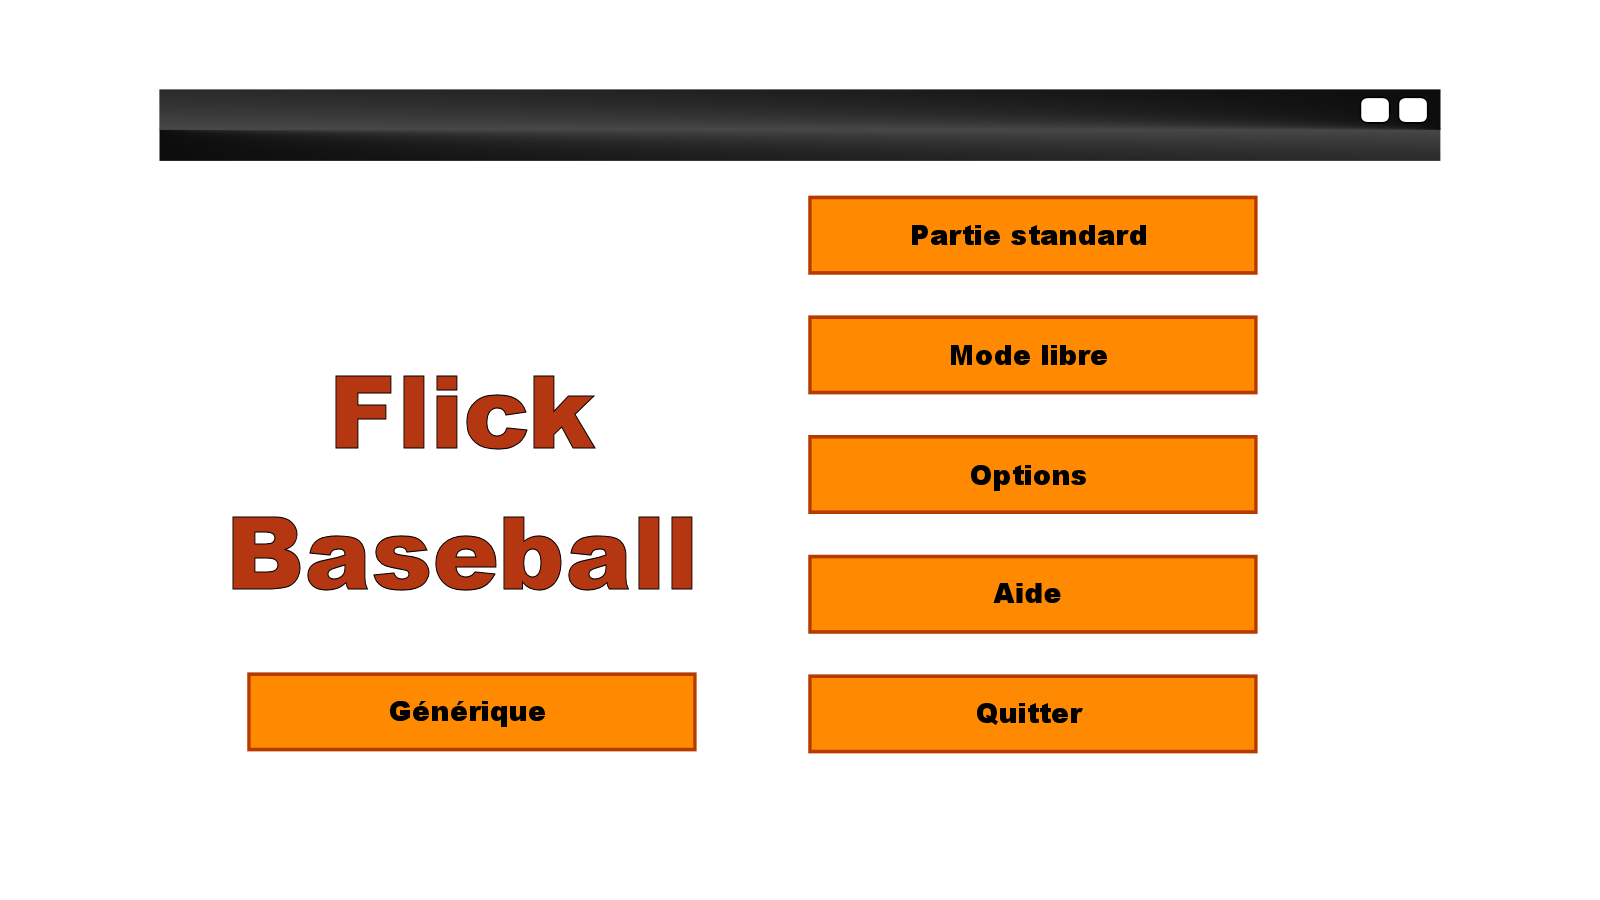 Flick
Baseball
Générique
Partie standard
Mode libre
Options
Aide
Quitter